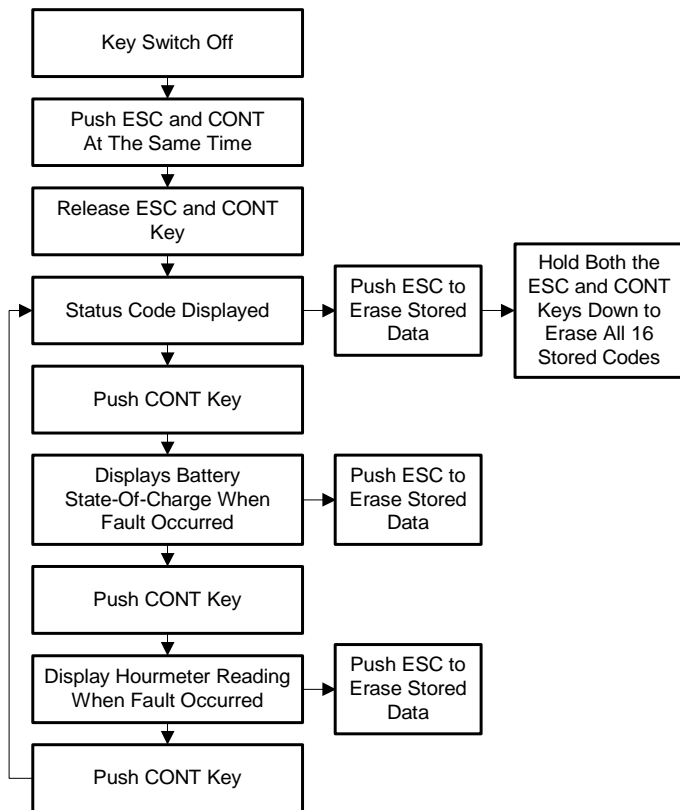 Key Switch Off
Push ESC and CONT
At The Same Time
Release ESC and CONT
Key
Status Code Displayed
Push ESC to
Erase Stored
Data
Hold Both the
ESC and CONT
Keys Down to
Erase All 16
Stored Codes
Push CONT Key
Displays Battery
State-Of-Charge When
Fault Occurred
Push ESC to
Erase Stored
Data
Push CONT Key
Display Hourmeter Reading
When Fault Occurred
Push ESC to
Erase Stored
Data
Push CONT Key